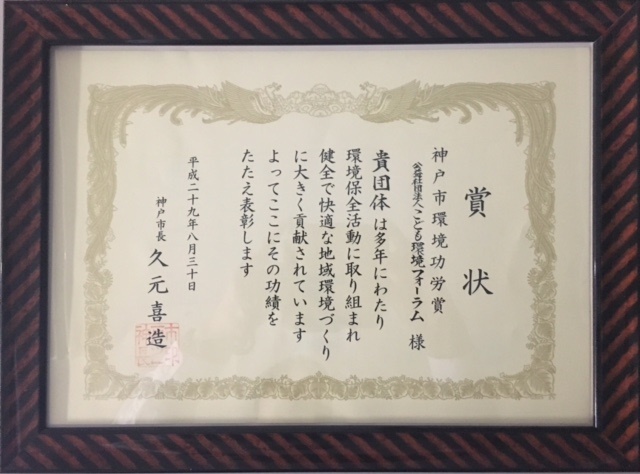 賞状
神戸市環境功労賞
公益社団法人こども環境フォーラム 様
貴団体は多年にわたり
環境保全活動に取り組まれ
健全で快適な地域環境づくり
に大きく貢献されています
よってここにその功績を
たたえ表彰します
平成二十九年八月三十日
神戸市長 久元喜造